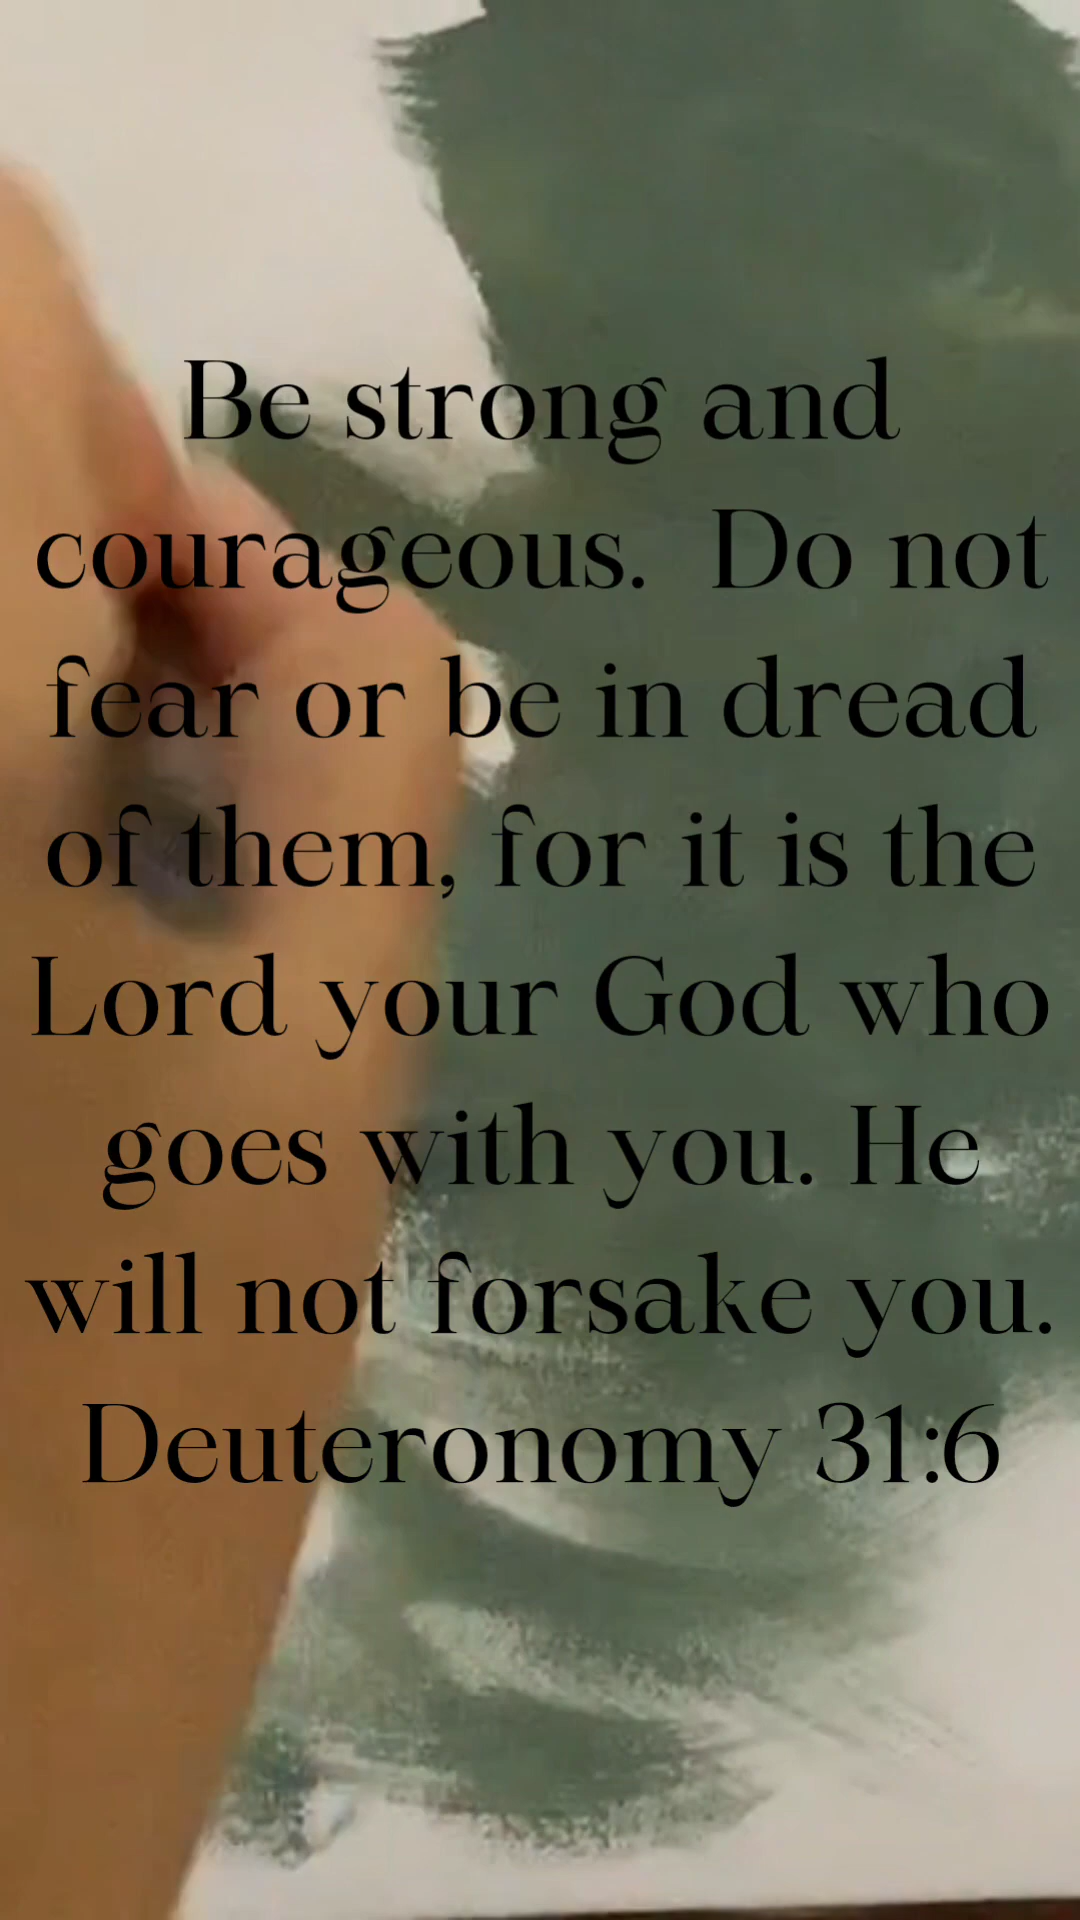 Be strong and
courageous.  Do not
fear or be in dread
of them, for it is the
Lord your God who
goes with you. He
will not forsake you.
Deuteronomy 31:6